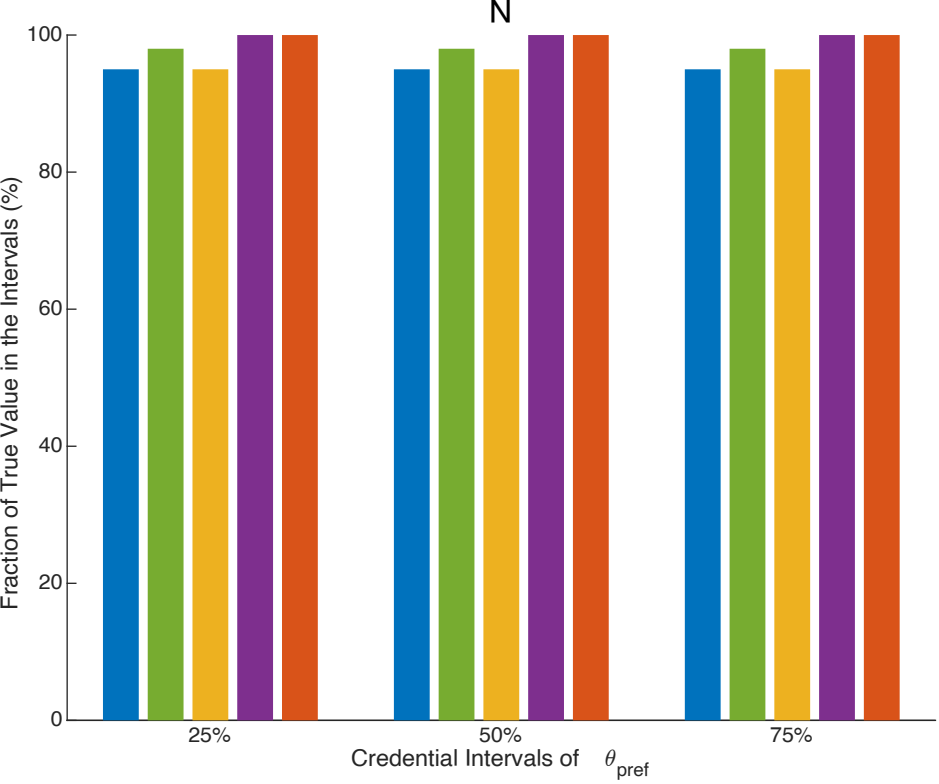 N
Fraction of True Value in the Intervals (%)
100
80
60
40
20
0
25% 50% 75%
Credential Intervals of θpref